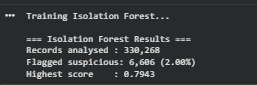 Training Isolation Forest...
=== Isolation Forest Results ===
Records analysed : 330,268
Flagged suspicious: 6,606 (2.00%)
Highest score : 0.7943